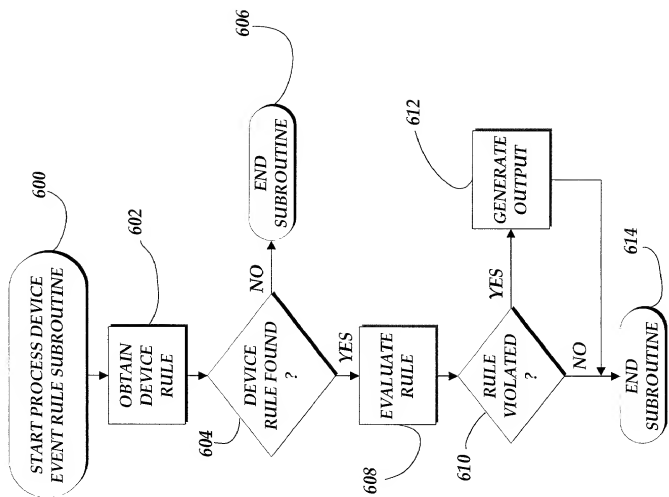 600
START PROCESS DEVICE
EVENT RULE SUBROUTINE
602
OBTAIN
DEVICE
RULE
604
DEVICE
RULE FOUND
?
NO
606
END
SUBROUTINE
YES
608
EVALUATE
RULE
610
RULE
VIOLATED
?
YES
612
GENERATE
OUTPUT
NO
614
END
SUBROUTINE